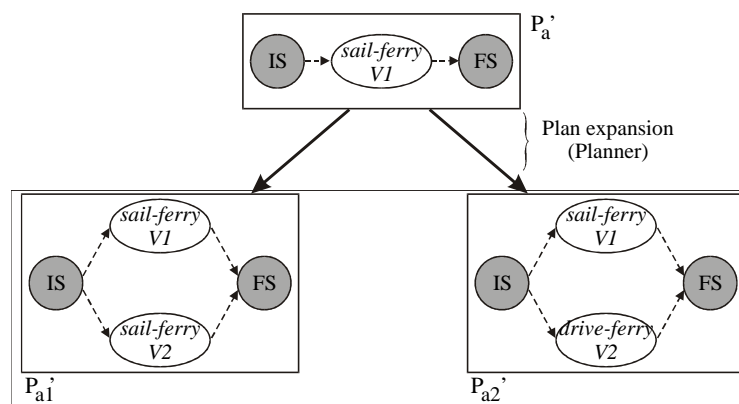 Pa'
IS
sail-ferry
V1
FS
Plan expansion
(Planner)
sail-ferry
V1
IS
FS
sail-ferry
V2
Pa1'
sail-ferry
V1
IS
FS
drive-ferry
V2
Pa2'